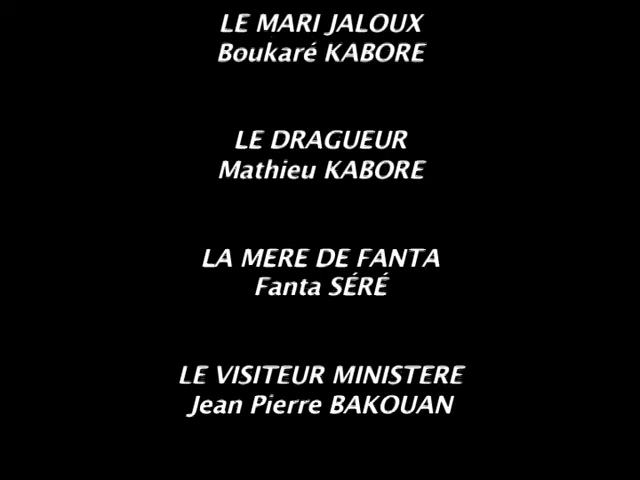 LE MARI JALOUX
Boukaré KABORE
LE DRAGUEUR
Mathieu KABORE
LA MERE DE FANTA
Fanta SÉRÉ
LE VISITEUR MINISTERE
Jean Pierre BAKOUAN